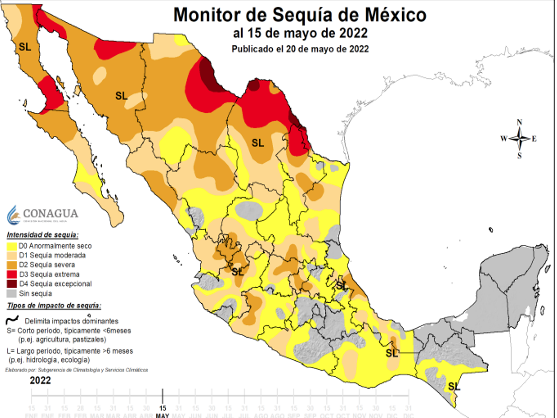 Monitor de Sequía de México
al 15 de mayo de 2022
Publicado el 20 de mayo de 2022
SL
SL
SL
N
W E
S
CONAGUA
Intensidad de sequía:
D0 Anormalmente seco
D1 Sequía moderada
D2 Sequía severa
D3 Sequía extrema
D4 Sequía excepcional
Sin sequía
Tipos de impacto de sequía:
Delimita impactos dominantes
S= Corto periodo, típicamente <6meses
(p.ej. agricultura, pastizales)
L= Largo periodo, típicamente >6 meses
(p.ej. hidrología, ecología)
Elaborado por: Subgerencia de Climatología y Servicios Climáticos
SL
SL
SL
SL
2022
15
MAY